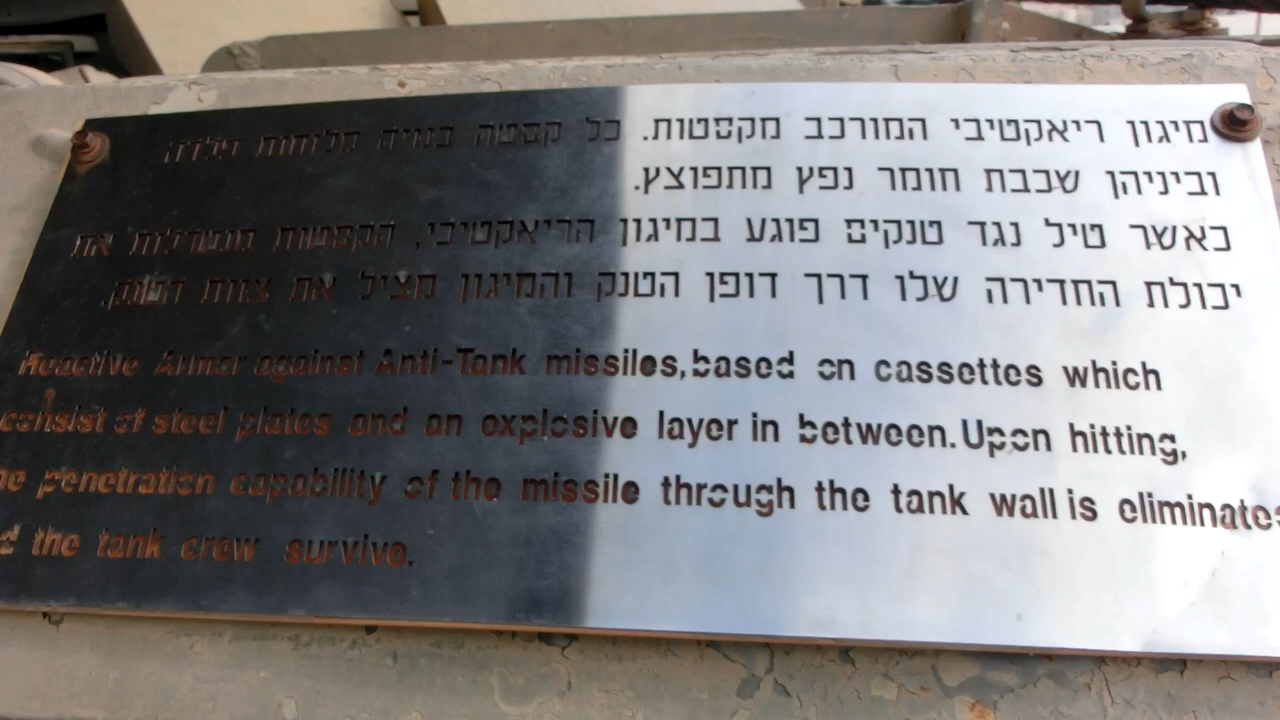 מיגון ריאקטיבי המורכב מקסטות. כל קסטה בנויה מלוחות פלדה
וביניהן שכבת חומר נפץ מתפוצץ.
כאשר טיל נגד טנקים פוגע במיגון הריאקטיבי, הקסטות מנטרלות את
יכולת החדירה שלו דרך דופן הטנק והמיגון מציל את צוות הטנק.
Reactive Armor against Anti-Tank missiles,based on cassettes which
consist of steel plates and an explosive layer in between.Upon hitting,
penetration capability of the missile through the tank wall is
the tank crew survive.